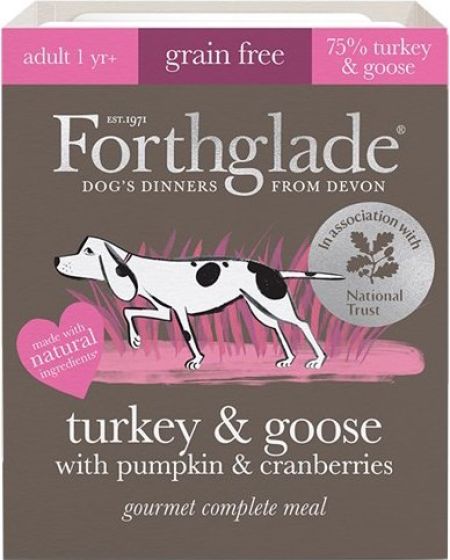 adult 1 yr+
grain free
75% turkey
& goose
EST.1971
Forthglade®
DOG'S DINNERS FROM DEVON
In association with
National
Trust
made with
natural
ingredients*
turkey & goose
with pumpkin & cranberries
gourmet complete meal